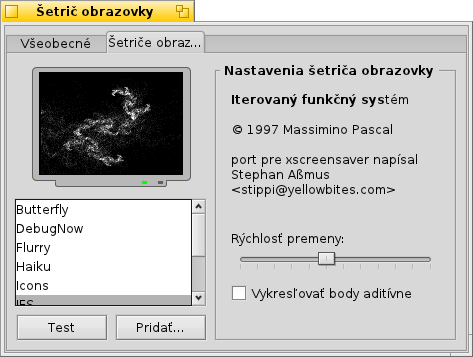 Šetrič obrazovky
Všeobecné
Šetriče obraz...
Nastavenia šetriča obrazovky
Iterovaný funkčný systém
© 1997 Massimino Pascal
port pre xscreensaver napísal
Stephan Aßmus
<stippi@yellowbites.com>
Butterfly
DebugNow
Flurry
Haiku
Icons
IFS
Rýchlosť premeny:
Vykresľovať body aditívne
Test
Pridať...